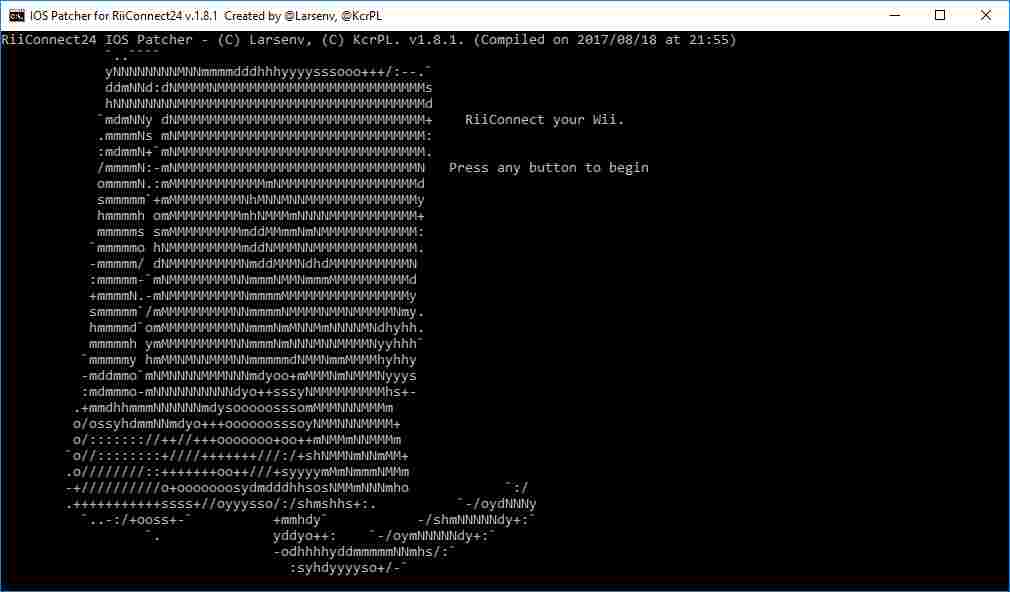 IOS Patcher for RiiConnect24 v.1.8.1  Created by @Larsenv, @KcrPL
RiiConnect24 IOS Patcher - (C) Larsenv, (C) KcrPL. v1.8.1. (Compiled on 2017/08/18 at 21:55)
RiiConnect your Wii.
Press any button to begin